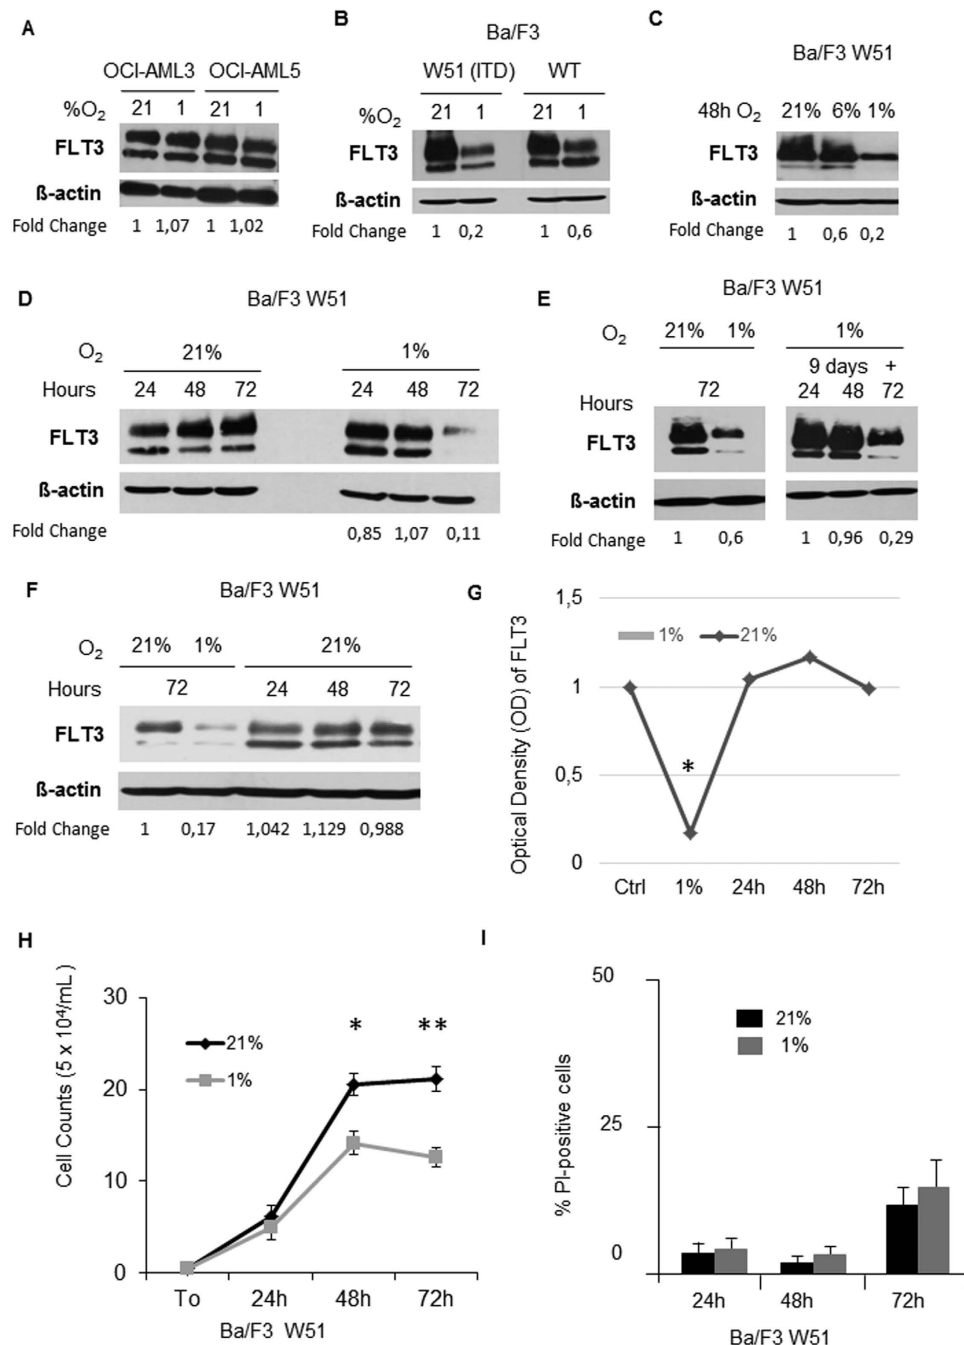 A
OCI-AML3 OCI-AML5
%O2 21 1 21 1
FLT3
ß-actin
Fold Change 1 1,07 1 1,02
B
Ba/F3
W51 (ITD) WT
%O2 21 1 21 1
FLT3
ß-actin
Fold Change 1 0,2 1 0,6
C
Ba/F3 W51
48h O2 21% 6% 1%
FLT3
ß-actin
Fold Change 1 0,6 0,2
D
Ba/F3 W51
O2 21% 1%
Hours 24 48 72 24 48 72
FLT3
ß-actin
Fold Change 0,85 1,07 0,11
E
Ba/F3 W51
O2 21% 1% 1%
9 days +
Hours 72 24 48 72
FLT3
ß-actin
Fold Change 1 0,6 1 0,96 0,29
F
Ba/F3 W51
O2 21% 1% 21%
Hours 72 24 48 72
FLT3
ß-actin
Fold Change 1 0,17 1,042 1,129 0,988
G
Optical Density (OD) of FLT3
1,5
1
0,5
0
1% 21%
*
Ctrl 1% 24h 48h 72h
H
Cell Counts (5 x 10⁴/mL)
30
20
10
0
21%
1%
* **
To 24h 48h 72h
Ba/F3 W51
I
% PI-positive cells
50
25
0
21%
1%
24h 48h 72h
Ba/F3 W51